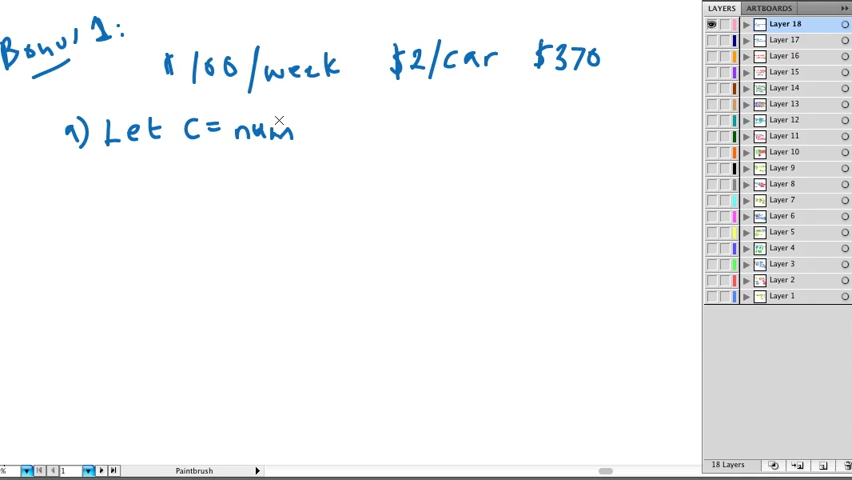 Bonus 1:
$100/week $2/car $370
a) Let C = num
LAYERS ARTBOARDS
Layer 18
Layer 17
Layer 16
Layer 15
Layer 14
Layer 13
Layer 12
Layer 11
Layer 10
Layer 9
Layer 8
Layer 7
Layer 6
Layer 5
Layer 4
Layer 3
Layer 2
Layer 1
% 1 Paintbrush 18 Layers